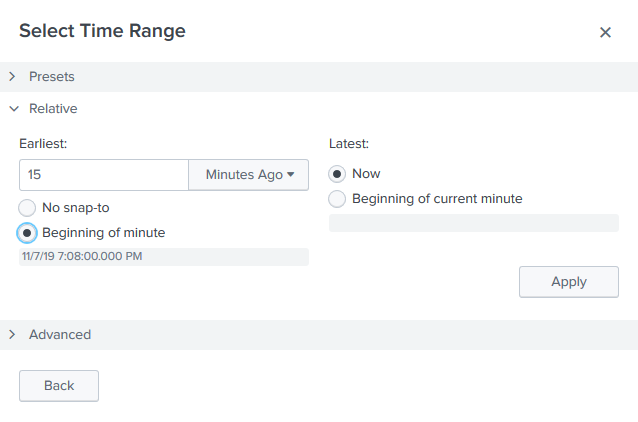 Select Time Range
Presets
Relative
Earliest:
15 Minutes Ago
No snap-to
Beginning of minute
11/7/19 7:08:00.000 PM
Latest:
Now
Beginning of current minute
Apply
Advanced
Back